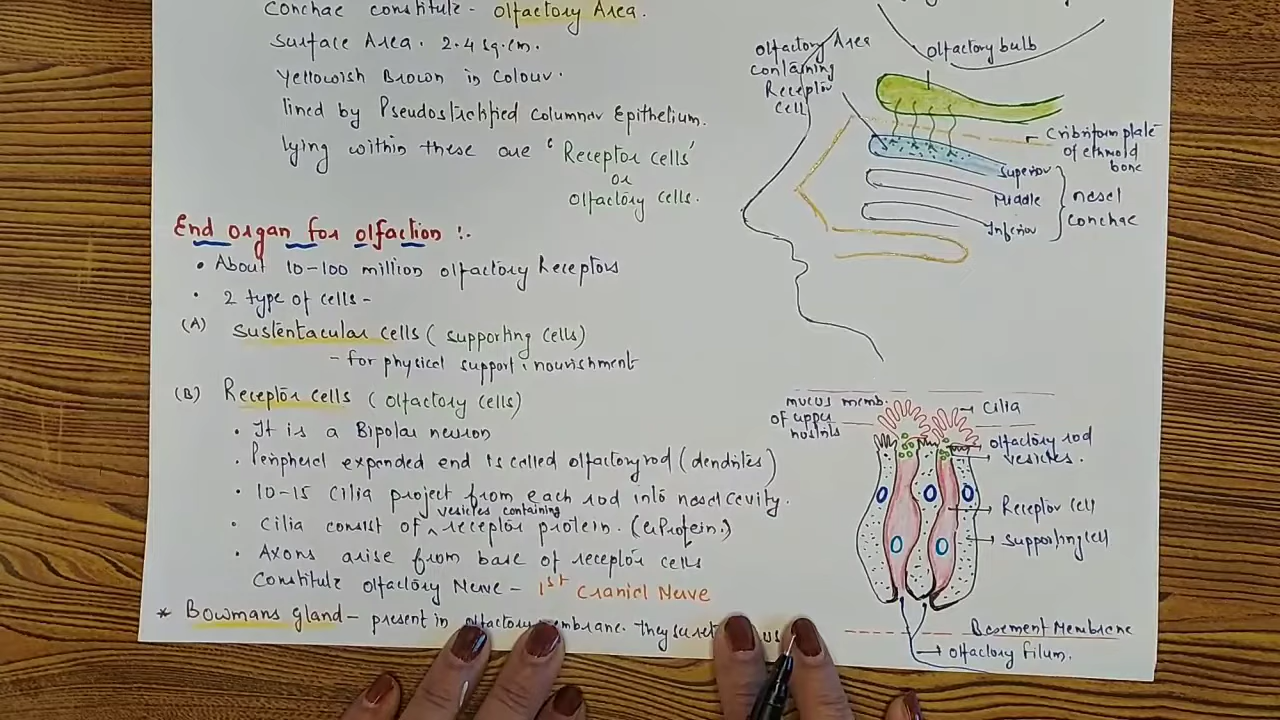 Conchae constitute - olfactory Area.
Surface Area. 2.4 sq.cm.
Yellowish Brown in Colour.
lined by Pseudostratified Columnar Epithelium.
lying within these are 'Receptor cells'
or
olfactory cells.
End organ for olfaction :-
• About 10-100 million olfactory Receptors
• 2 type of cells -
(A) Sustentacular cells (supporting cells)
- for physical support, nourishment
(B) Receptor cells (olfactory cells)
• It is a Bipolar neuron
• Peripheral expended end is called olfactory rod (dendrites)
• 10-15 Cilia project from each rod into nasal cavity.
vesicles containing
• Cilia consist of ^ receptor protein. (G Protein.)
• Axons arise from base of receptor cells
Constitute olfactory Nerve - 1st Cranial Nerve
* Bowmans gland - present in olfactory They
olfactory Area
containing
Receptor
Cell
olfactory bulb
Cribriform plate
of ethmoid
bone
Superior
Middle
Inferior
nasal
conchae
mucus memb.
of upper
nostrils
Cilia
olfactory rod
vesicles.
Receptor cell
Supporting cell
Basement Membrane
olfactory filum.